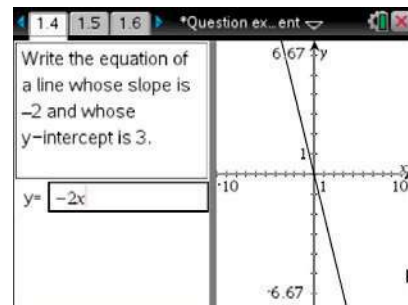 1.4 1.5 1.6 *Question ex...ent
Write the equation of
a line whose slope is
−2 and whose
y−intercept is 3.
y= −2x
6.67 y
1
x
-10 1 10
-6.67